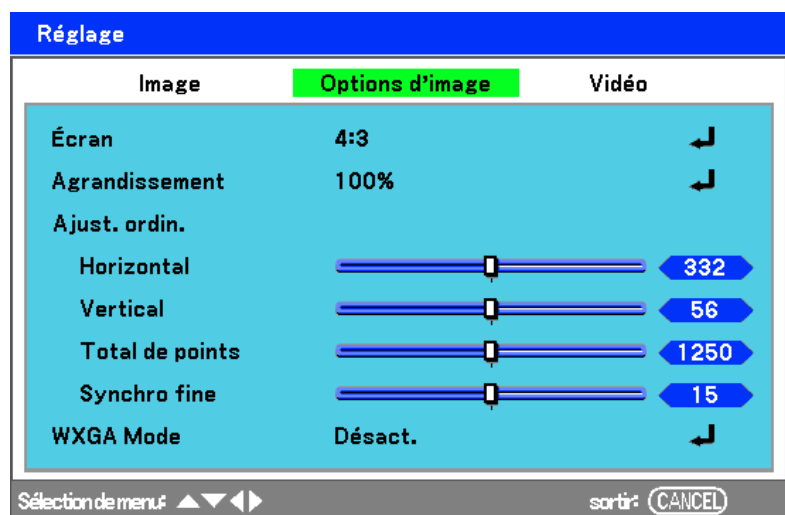 Réglage
Image Options d'image Vidéo
Écran 4:3
Agrandissement 100%
Ajust. ordin.
Horizontal 332
Vertical 56
Total de points 1250
Synchro fine 15
WXGA Mode Désact.
Sélection de menu: sortir: CANCEL